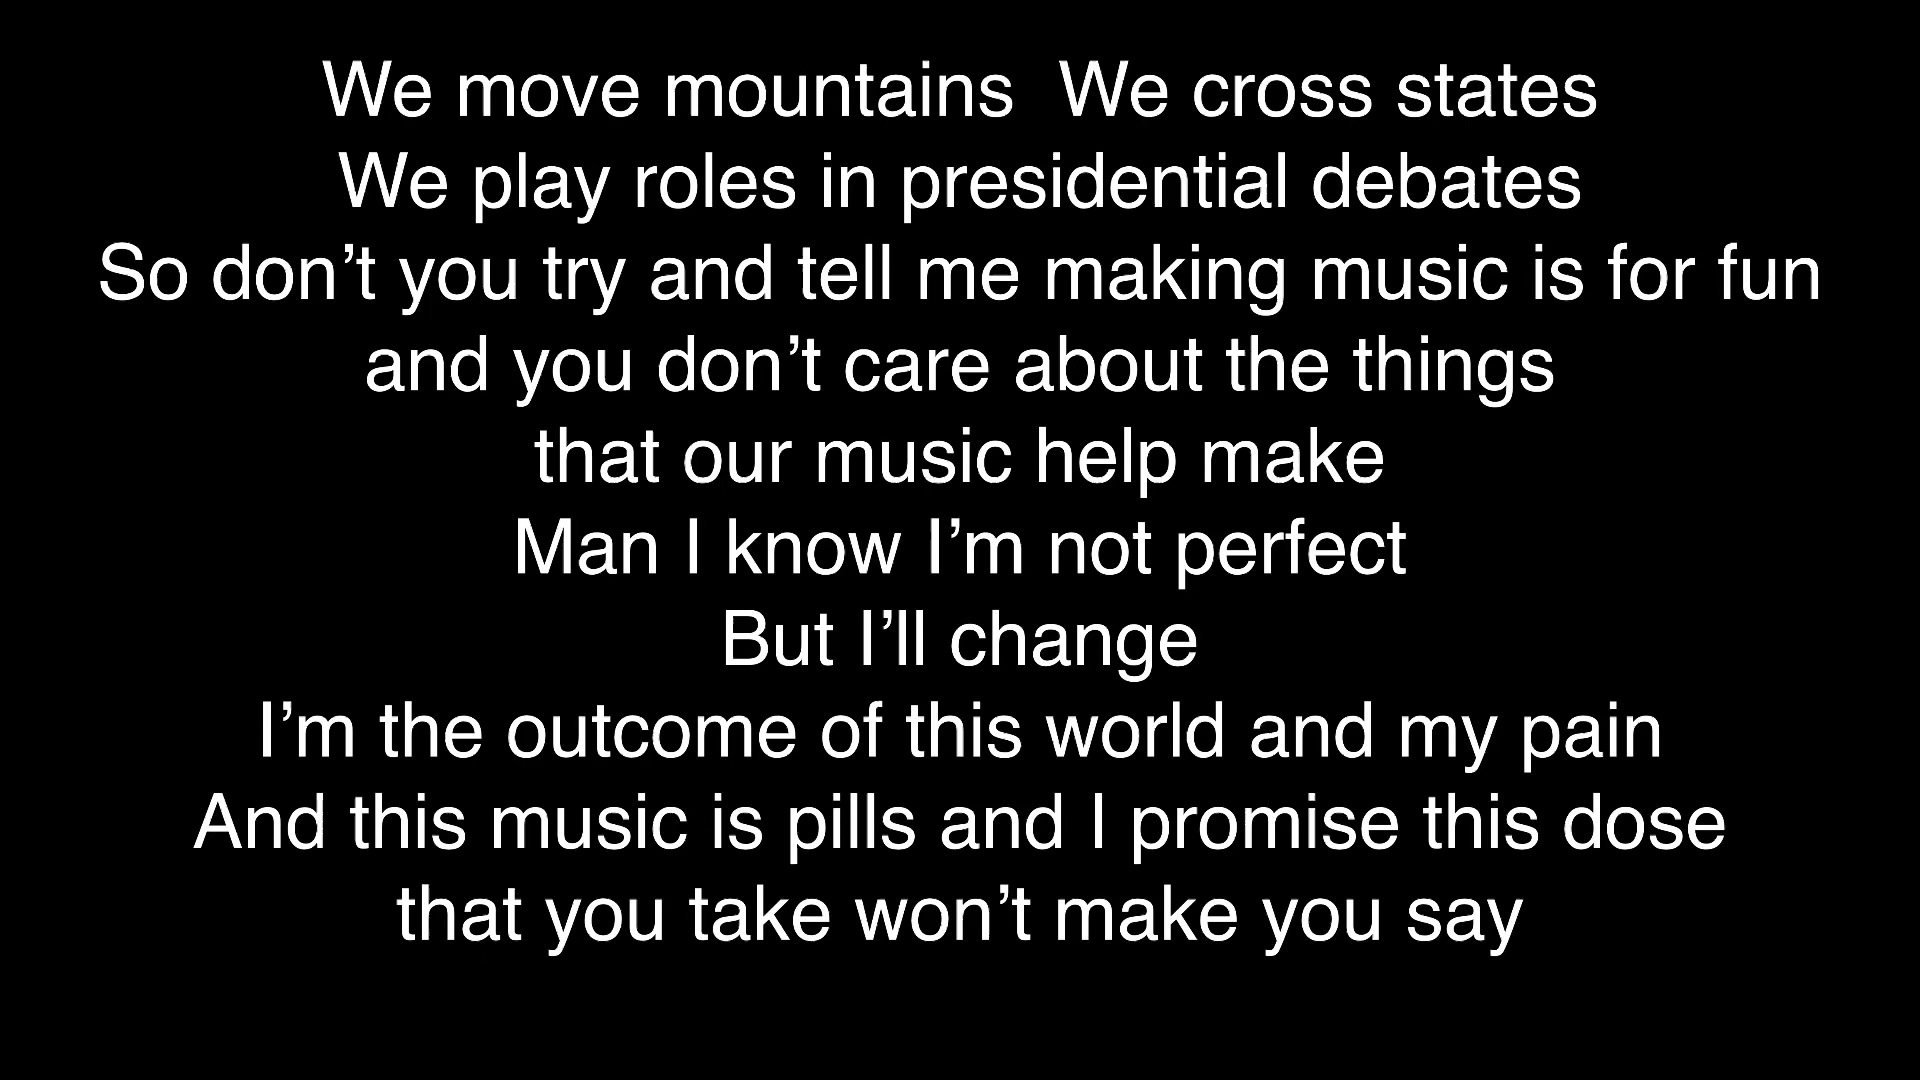 We move mountains  We cross states
We play roles in presidential debates
So don’t you try and tell me making music is for fun
and you don’t care about the things
that our music help make
Man I know I’m not perfect
But I’ll change
I’m the outcome of this world and my pain
And this music is pills and I promise this dose
that you take won’t make you say